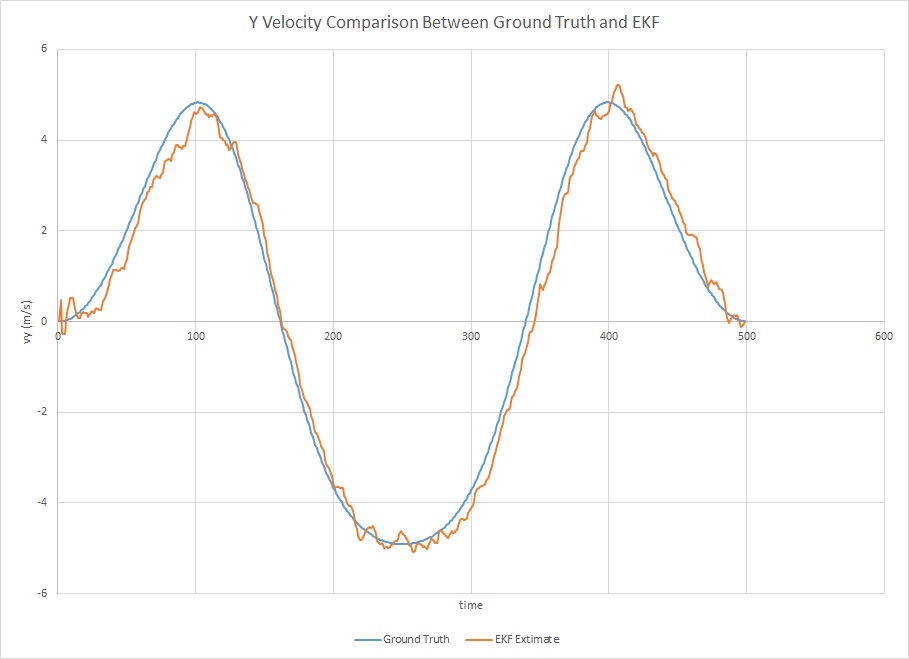 Y Velocity Comparison Between Ground Truth and EKF
6
4
2
0
-2
-4
-6
vy (m/s)
0 100 200 300 400 500 600
time
Ground Truth EKF Extimate